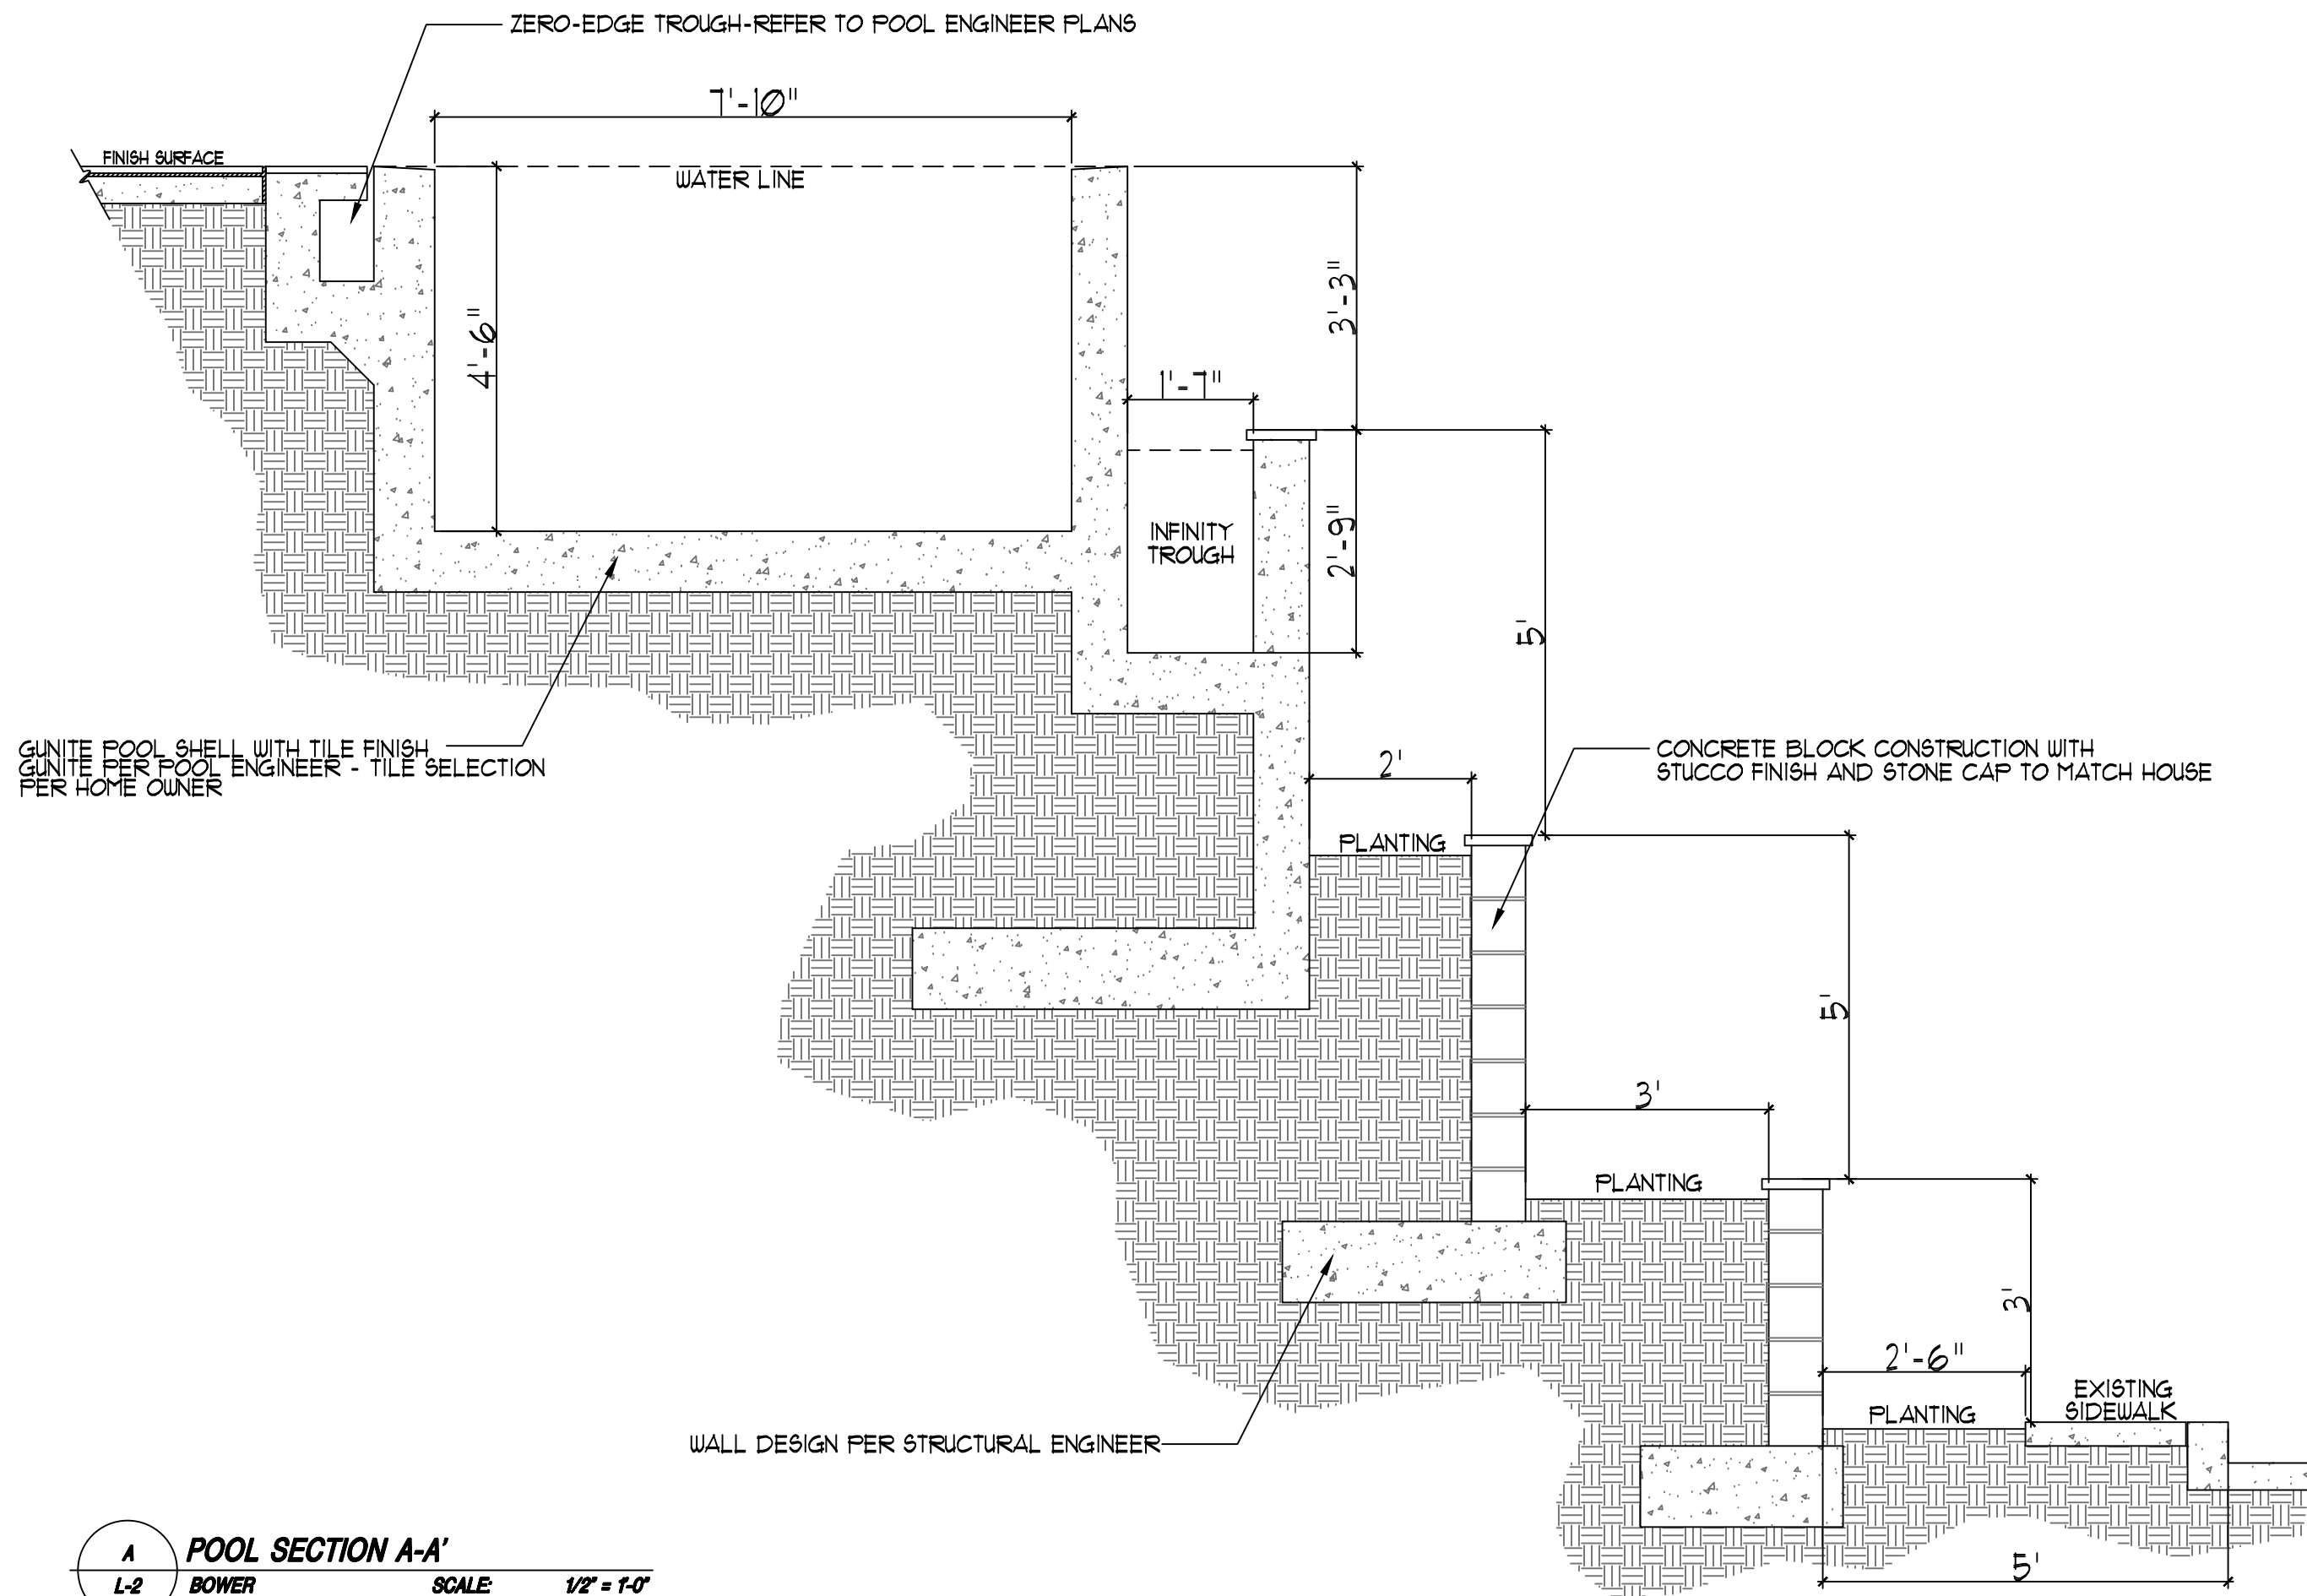 ZERO-EDGE TROUGH-REFER TO POOL ENGINEER PLANS
7'-10"
FINISH SURFACE
WATER LINE
4'-6"
3'-3"
1'-7"
2'-9"
INFINITY
TROUGH
5'
GUNITE POOL SHELL WITH TILE FINISH
GUNITE PER POOL ENGINEER - TILE SELECTION
PER HOME OWNER
2'
CONCRETE BLOCK CONSTRUCTION WITH
STUCCO FINISH AND STONE CAP TO MATCH HOUSE
PLANTING
5'
3'
PLANTING
3'
2'-6"
EXISTING
SIDEWALK
PLANTING
WALL DESIGN PER STRUCTURAL ENGINEER
5'
A
POOL SECTION A-A'
L-2
BOWER
SCALE: 1/2" = 1'-0"